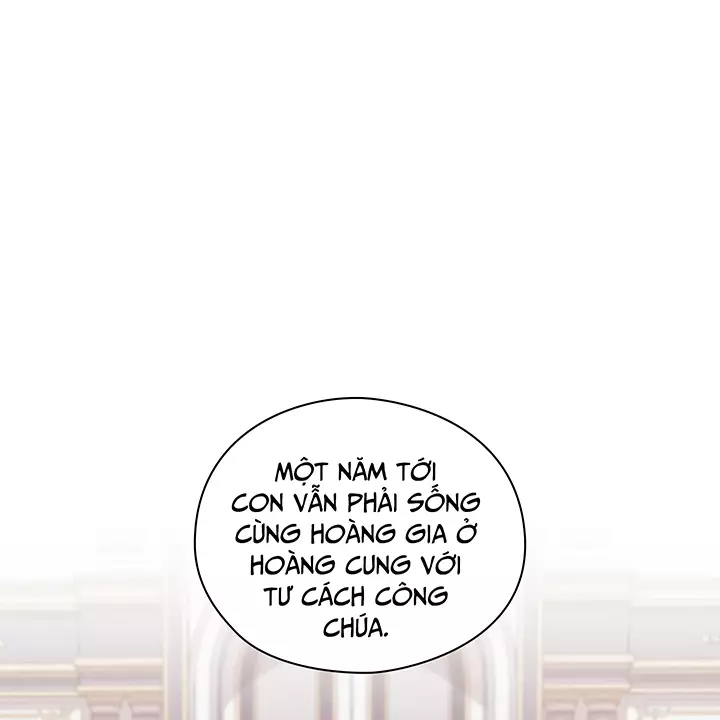 MỘT NĂM TỚI
CON VẪN PHẢI SỐNG
CÙNG HOÀNG GIA Ở
HOÀNG CUNG VỚI
TƯ CÁCH CÔNG
CHÚA.